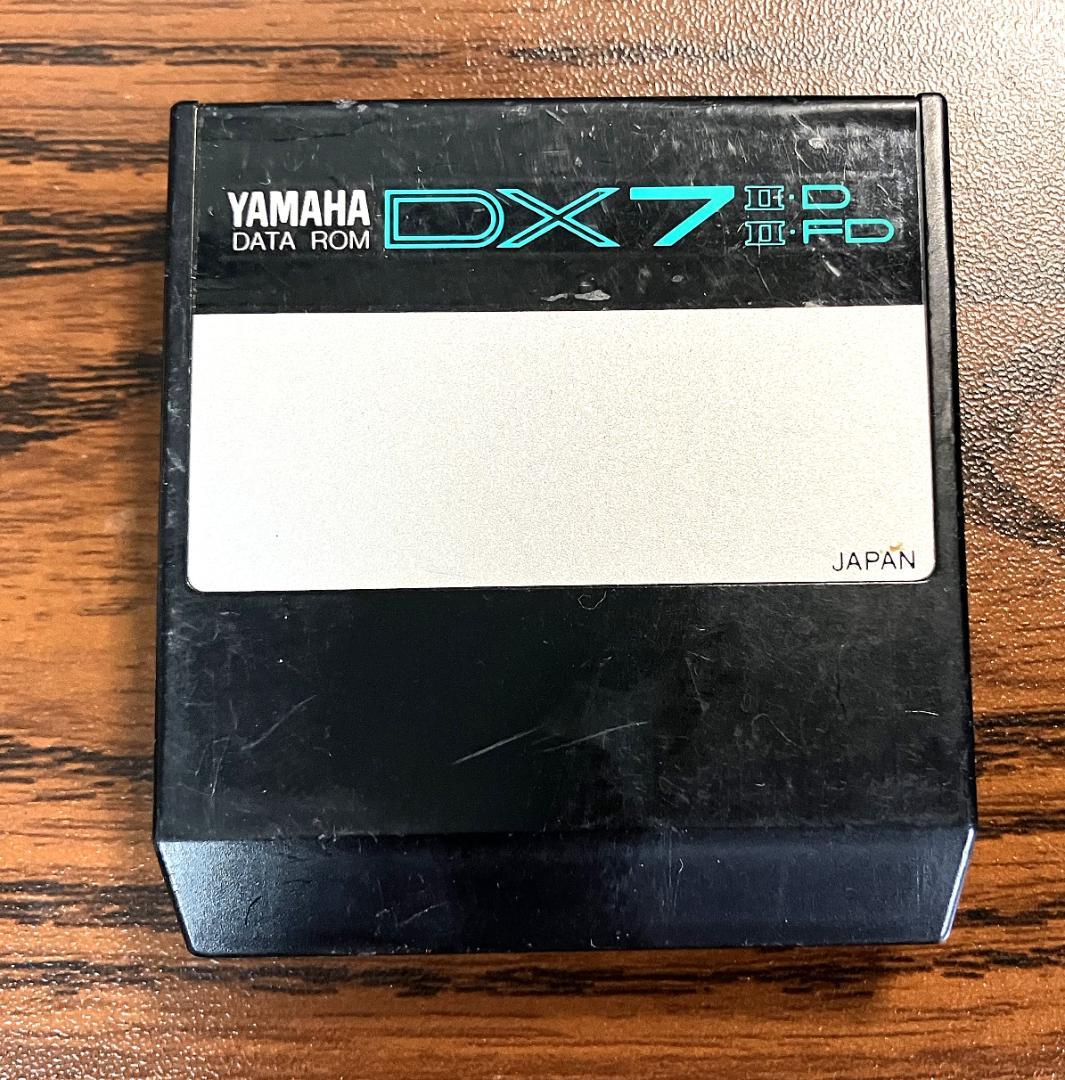 YAMAHA DX7 II·D
DATA ROM II·FD
JAPAN